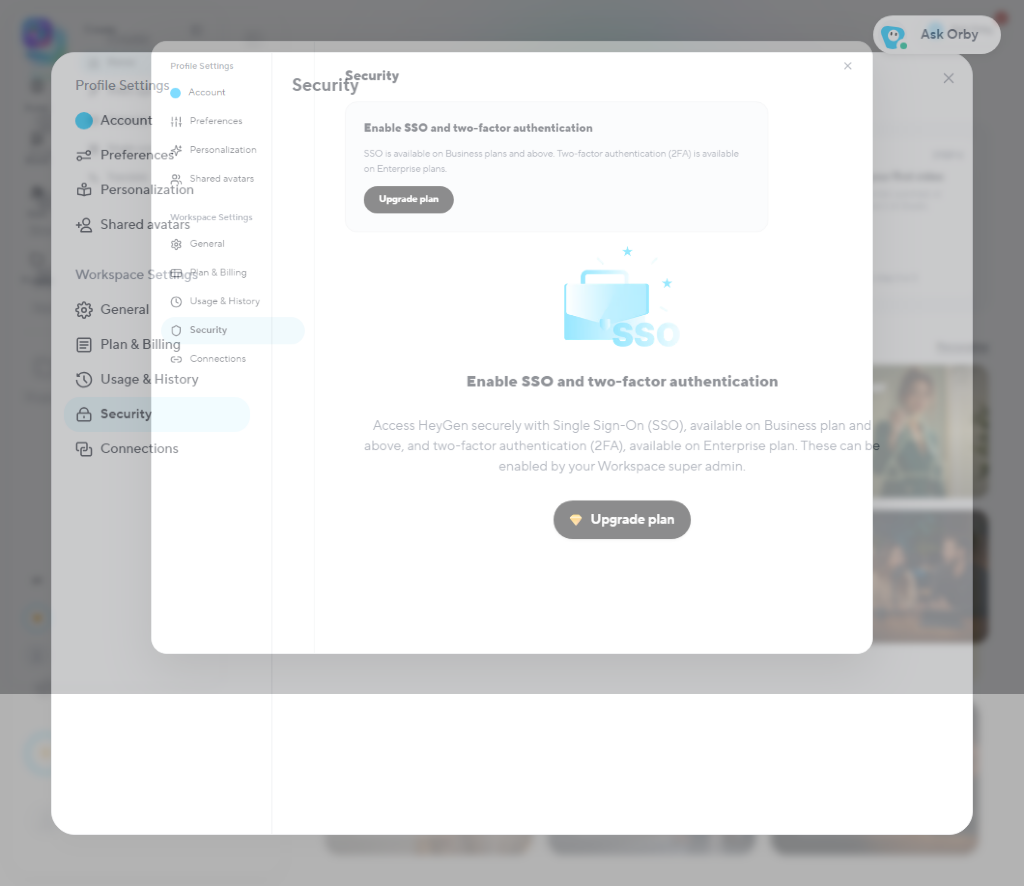 Ask Orby
Profile Settings
Account
Preferences
Personalization
Shared avatars
Workspace Settings
General
Plan & Billing
Usage & History
Security
Connections
Profile Settings
Account
Preferences
Personalization
Shared avatars
Workspace Settings
General
Plan & Billing
Usage & History
Security
Connections
Security
Security
Enable SSO and two-factor authentication
SSO is available on Business plans and above. Two-factor authentication (2FA) is available
on Enterprise plans.
Upgrade plan
SSO
Enable SSO and two-factor authentication
Access HeyGen securely with Single Sign-On (SSO), available on Business plan and
above, and two-factor authentication (2FA), available on Enterprise plan. These can be
enabled by your Workspace super admin.
Upgrade plan